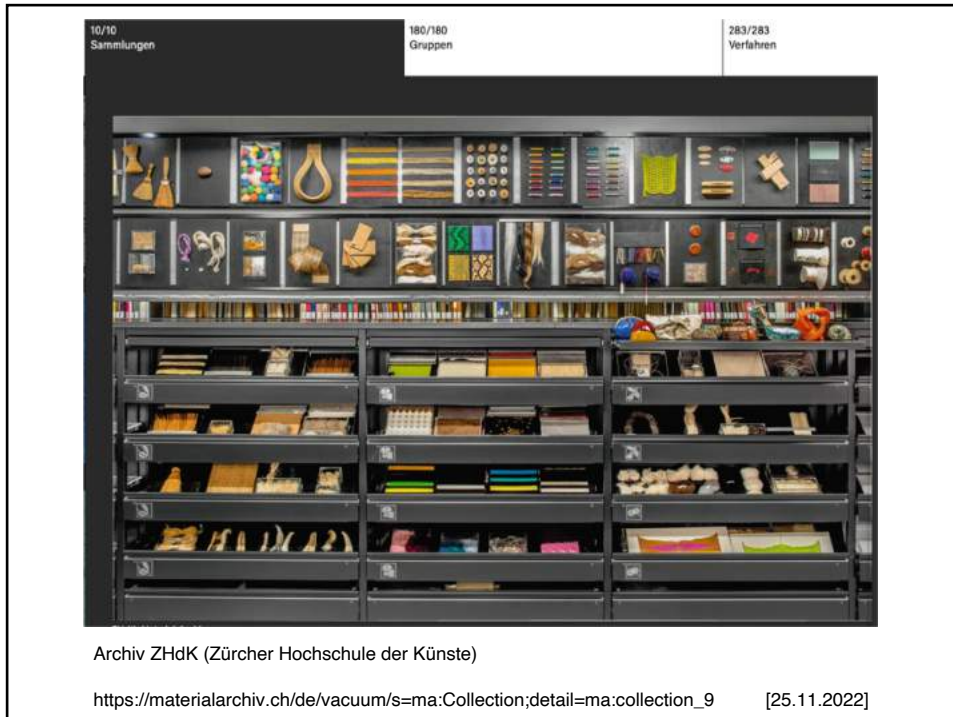 10/10
Sammlungen
180/180
Gruppen
283/283
Verfahren
Archiv ZHdK (Zürcher Hochschule der Künste)
https://materialarchiv.ch/de/vacuum/s=ma:Collection;detail=ma:collection_9 [25.11.2022]